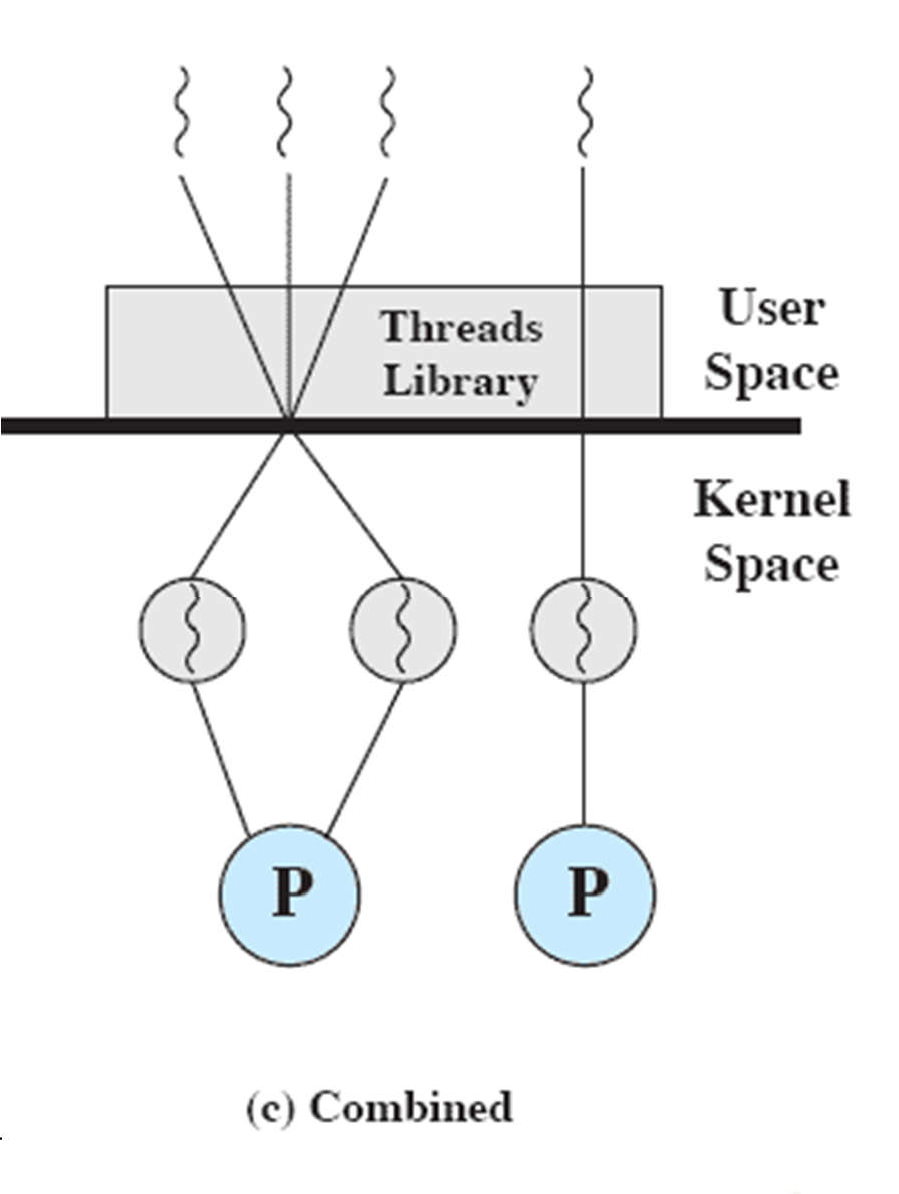 Threads
Library
User
Space
Kernel
Space
P
P
(c) Combined